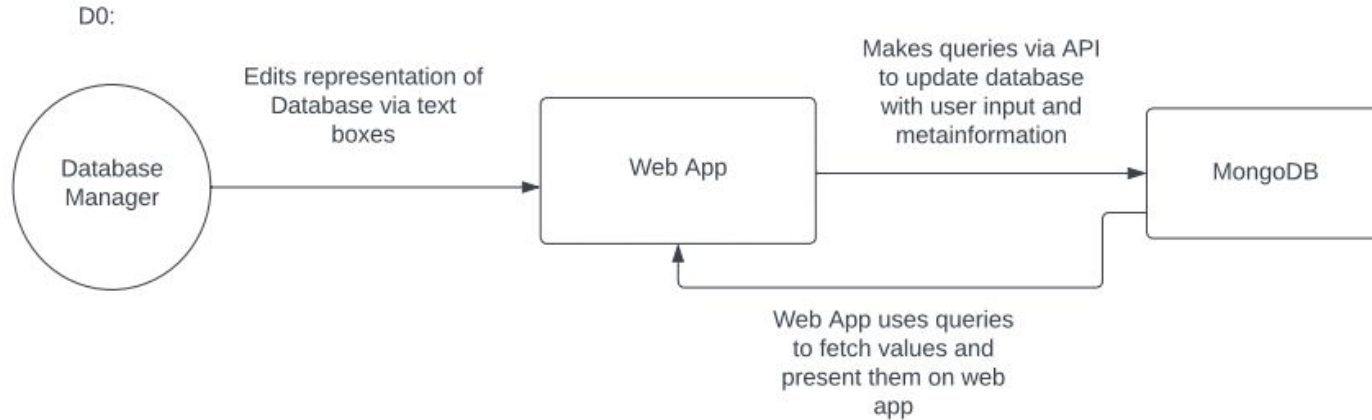 D0:
Edits representation of
Database via text
boxes
Makes queries via API
to update database
with user input and
metainformation
Database
Manager
Web App
MongoDB
Web App uses queries
to fetch values and
present them on web
app